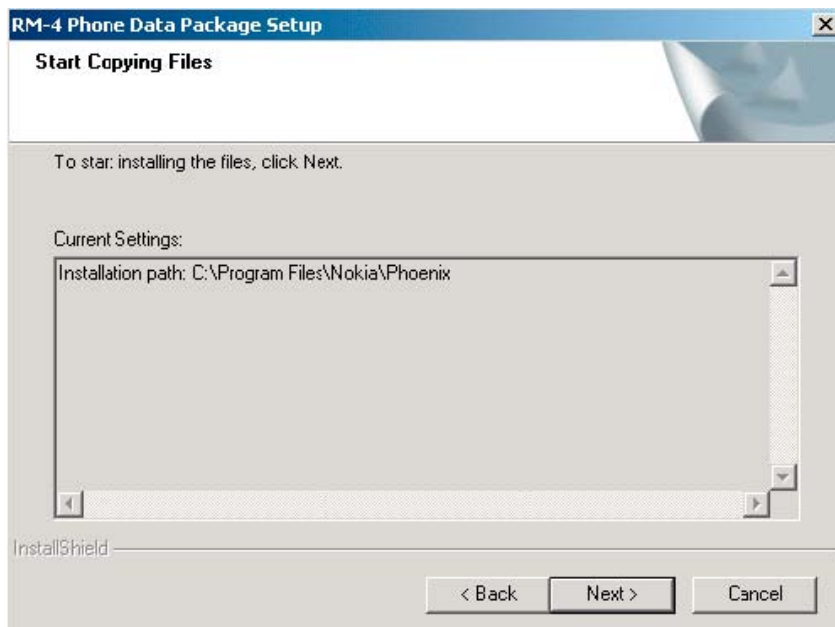 RM-4 Phone Data Package Setup
Start Copying Files
To start installing the files, click Next.
Current Settings:
Installation path: C:\Program Files\Nokia\Phoenix
InstallShield
< Back
Next >
Cancel